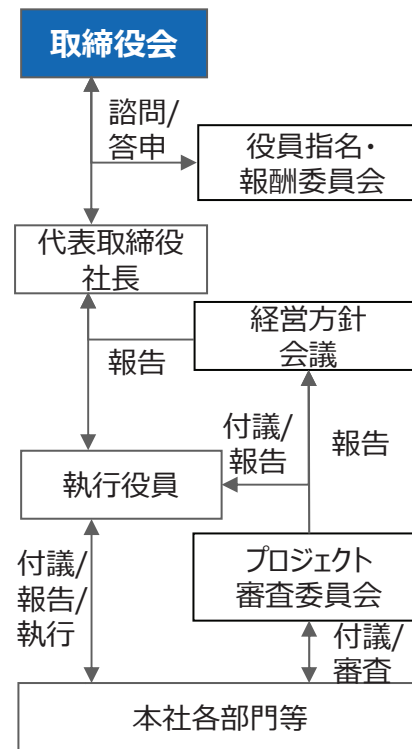 取締役会
諮問/
答申
役員指名・
報酬委員会
代表取締役
社長
経営方針
会議
報告
付議/
報告
報告
執行役員
付議/
報告/
執行
プロジェクト
審査委員会
付議/
審査
本社各部門等